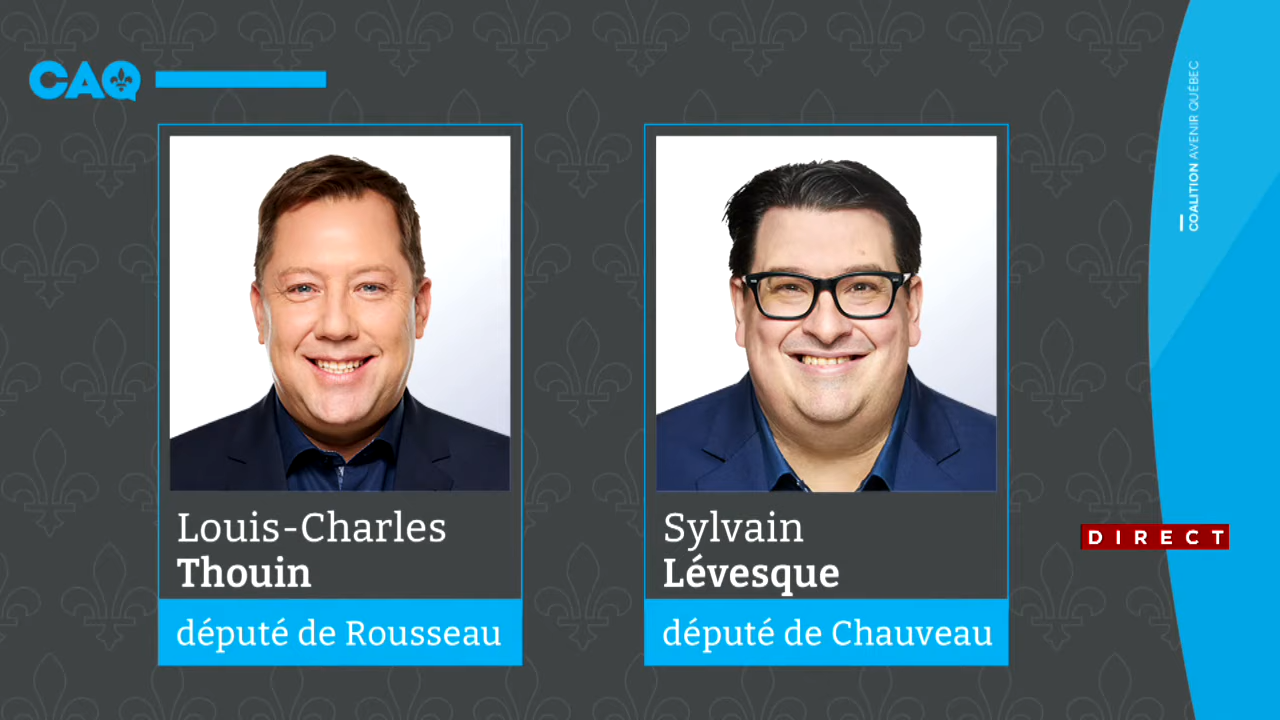 CAQ
COALITION AVENIR QUÉBEC
Louis-Charles
Thouin
député de Rousseau
Sylvain
Lévesque
député de Chauveau
DIRECT